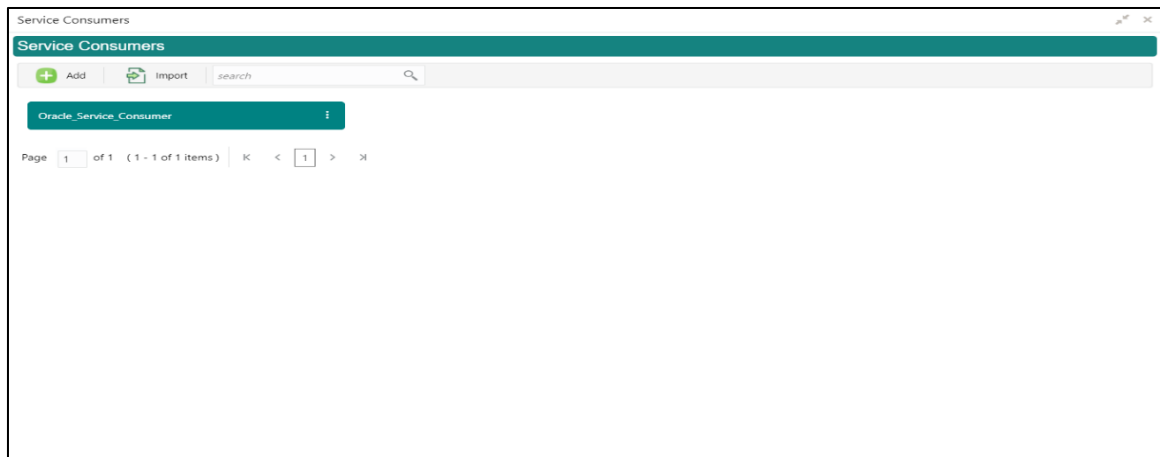 Service Consumers
Service Consumers
Add Import search
Oracle_Service_Consumer
Page 1 of 1 ( 1 - 1 of 1 items ) 1